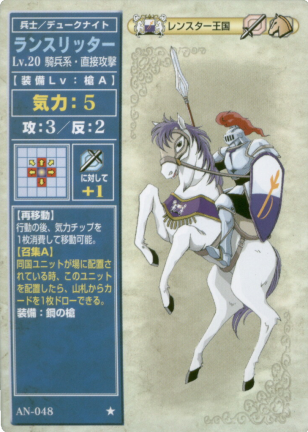 兵士／デュークナイト
ランスリッター
Lv.20 騎兵系・直接攻撃
【装備Lv：槍A】
気力：5
攻：3／反：2
に対して
+1
【再移動】
行動の後、気力チップを
1枚消費して移動可能。
【召集A】
同国ユニットが場に配置
されている時、このユニット
を配置したら、山札からカ
ードを1枚ドローできる。
装備：鋼の槍
AN-048
★
レンスター王国